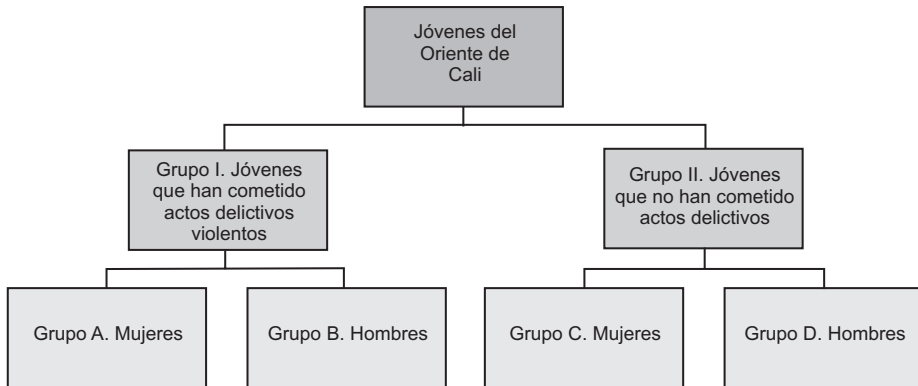 Jóvenes del
Oriente de
Cali
Grupo I. Jóvenes
que han cometido
actos delictivos
violentos
Grupo II. Jóvenes
que no han cometido
actos delictivos
Grupo A. Mujeres
Grupo B. Hombres
Grupo C. Mujeres
Grupo D. Hombres